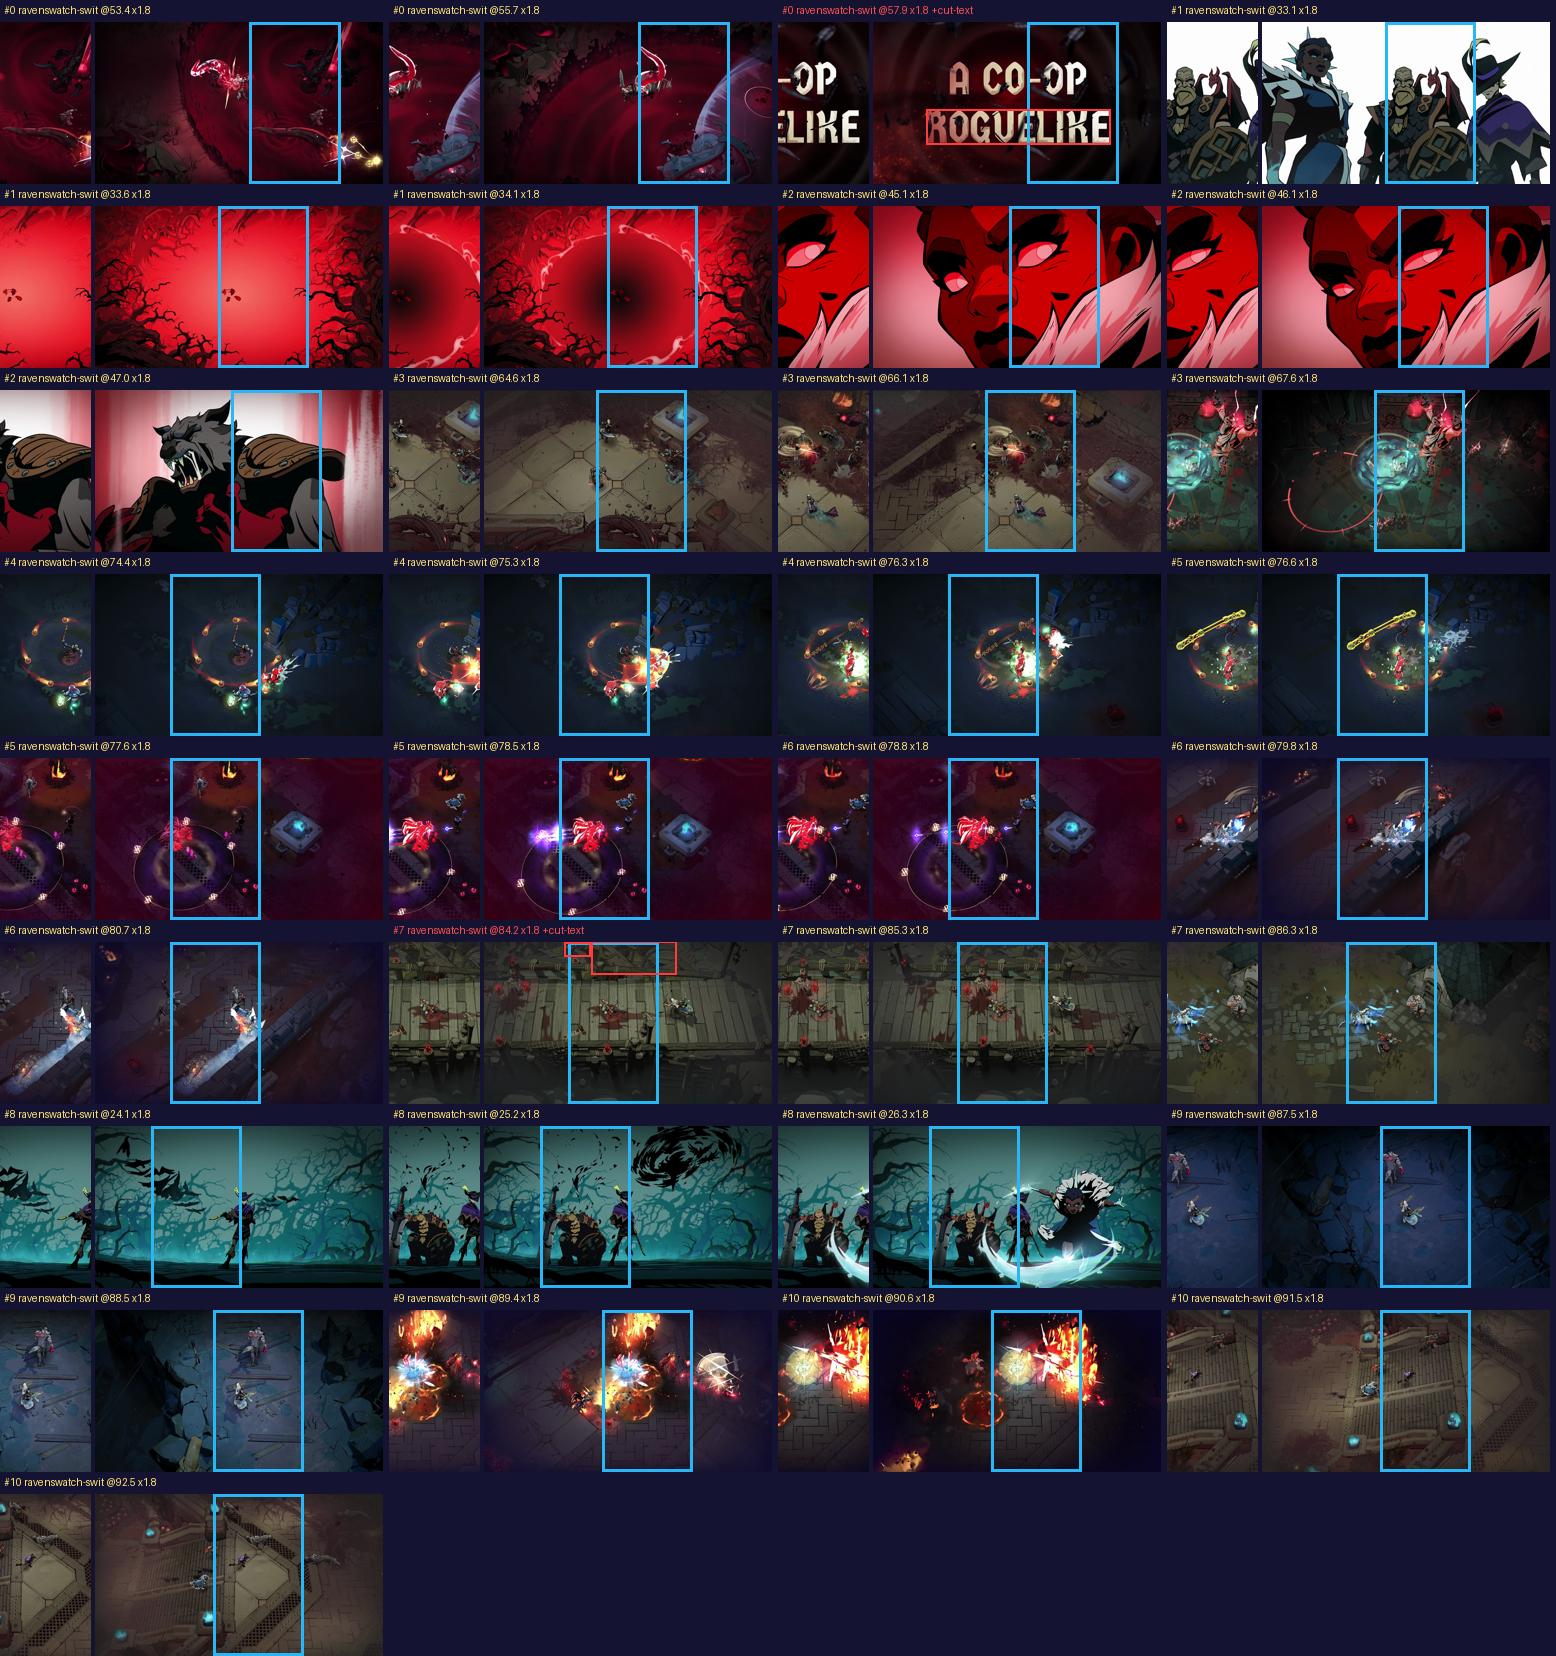 #0 ravenswatch-swit @53.4 x1.8
#0 ravenswatch-swit @55.7 x1.8
#0 ravenswatch-swit @57.9 x1.8 +cut-text
#1 ravenswatch-swit @33.1 x1.8
-OP
ELIKE
A CO-OP
ROGUELIKE
#1 ravenswatch-swit @33.6 x1.8
#1 ravenswatch-swit @34.1 x1.8
#2 ravenswatch-swit @45.1 x1.8
#2 ravenswatch-swit @46.1 x1.8
#2 ravenswatch-swit @47.0 x1.8
#3 ravenswatch-swit @64.6 x1.8
#3 ravenswatch-swit @66.1 x1.8
#3 ravenswatch-swit @67.6 x1.8
#4 ravenswatch-swit @74.4 x1.8
#4 ravenswatch-swit @75.3 x1.8
#4 ravenswatch-swit @76.3 x1.8
#5 ravenswatch-swit @76.6 x1.8
#5 ravenswatch-swit @77.6 x1.8
#5 ravenswatch-swit @78.5 x1.8
#6 ravenswatch-swit @78.8 x1.8
#6 ravenswatch-swit @79.8 x1.8
#6 ravenswatch-swit @80.7 x1.8
#7 ravenswatch-swit @84.2 x1.8 +cut-text
#7 ravenswatch-swit @85.3 x1.8
#7 ravenswatch-swit @86.3 x1.8
#8 ravenswatch-swit @24.1 x1.8
#8 ravenswatch-swit @25.2 x1.8
#8 ravenswatch-swit @26.3 x1.8
#9 ravenswatch-swit @87.5 x1.8
#9 ravenswatch-swit @88.5 x1.8
#9 ravenswatch-swit @89.4 x1.8
#10 ravenswatch-swit @90.6 x1.8
#10 ravenswatch-swit @91.5 x1.8
#10 ravenswatch-swit @92.5 x1.8